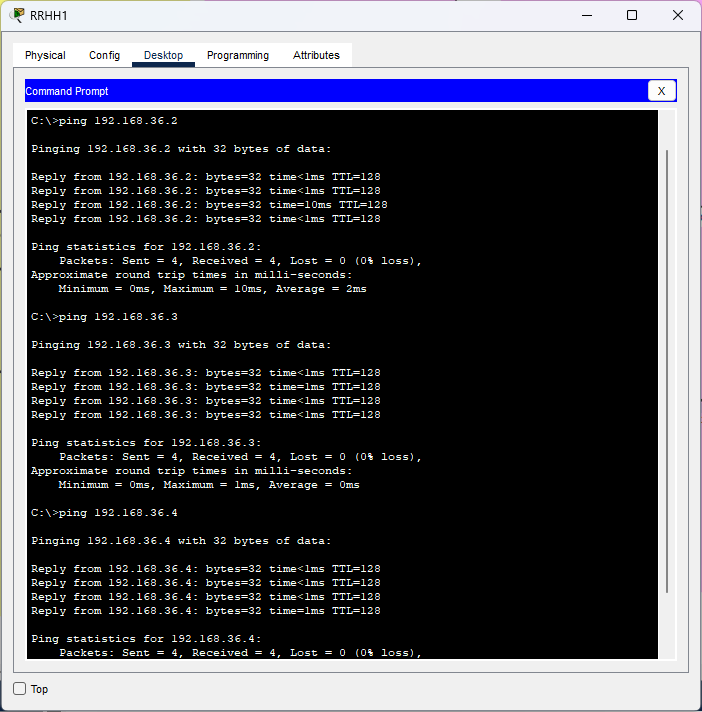 RRHH1
Physical Config Desktop Programming Attributes
Command Prompt X
C:\>ping 192.168.36.2
Pinging 192.168.36.2 with 32 bytes of data:
Reply from 192.168.36.2: bytes=32 time<1ms TTL=128
Reply from 192.168.36.2: bytes=32 time<1ms TTL=128
Reply from 192.168.36.2: bytes=32 time=10ms TTL=128
Reply from 192.168.36.2: bytes=32 time<1ms TTL=128
Ping statistics for 192.168.36.2:
    Packets: Sent = 4, Received = 4, Lost = 0 (0% loss),
Approximate round trip times in milli-seconds:
    Minimum = 0ms, Maximum = 10ms, Average = 2ms
C:\>ping 192.168.36.3
Pinging 192.168.36.3 with 32 bytes of data:
Reply from 192.168.36.3: bytes=32 time<1ms TTL=128
Reply from 192.168.36.3: bytes=32 time=1ms TTL=128
Reply from 192.168.36.3: bytes=32 time<1ms TTL=128
Reply from 192.168.36.3: bytes=32 time<1ms TTL=128
Ping statistics for 192.168.36.3:
    Packets: Sent = 4, Received = 4, Lost = 0 (0% loss),
Approximate round trip times in milli-seconds:
    Minimum = 0ms, Maximum = 1ms, Average = 0ms
C:\>ping 192.168.36.4
Pinging 192.168.36.4 with 32 bytes of data:
Reply from 192.168.36.4: bytes=32 time<1ms TTL=128
Reply from 192.168.36.4: bytes=32 time<1ms TTL=128
Reply from 192.168.36.4: bytes=32 time<1ms TTL=128
Reply from 192.168.36.4: bytes=32 time=1ms TTL=128
Ping statistics for 192.168.36.4:
    Packets: Sent = 4, Received = 4, Lost = 0 (0% loss),
Top